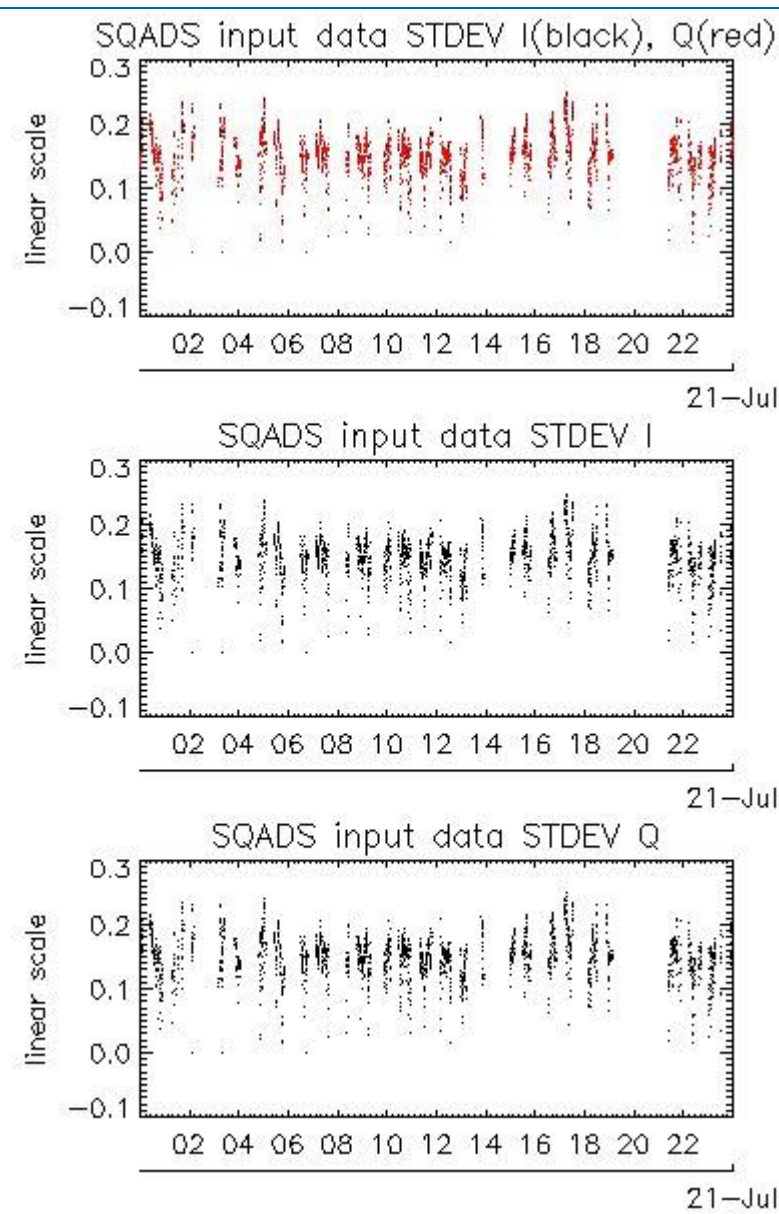 SQADS input data STDEV I(black), Q(red)
0.3
0.2
0.1
0.0
−0.1
linear scale
02 04 06 08 10 12 14 16 18 20 22
21−Jul
SQADS input data STDEV I
0.3
0.2
0.1
0.0
−0.1
linear scale
02 04 06 08 10 12 14 16 18 20 22
21−Jul
SQADS input data STDEV Q
0.3
0.2
0.1
0.0
−0.1
linear scale
02 04 06 08 10 12 14 16 18 20 22
21−Jul